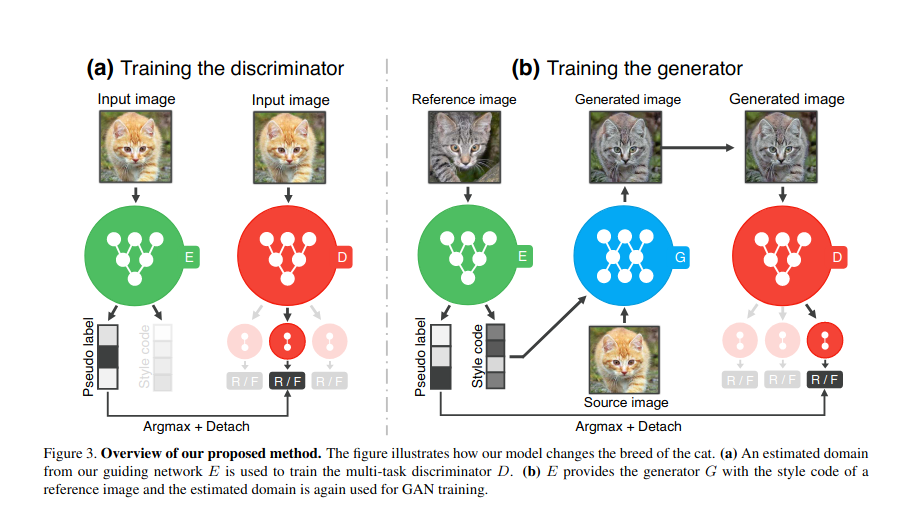 (a) Training the discriminator
Input image
Input image
E
D
Pseudo label
Style code
R / F
R / F
R / F
Argmax + Detach
(b) Training the generator
Reference image
Generated image
Generated image
E
G
D
Pseudo label
Style code
Source image
R / F
R / F
R / F
Argmax + Detach
Figure 3. Overview of our proposed method. The figure illustrates how our model changes the breed of the cat. (a) An estimated domain
from our guiding network E is used to train the multi-task discriminator D. (b) E provides the generator G with the style code of a
reference image and the estimated domain is again used for GAN training.